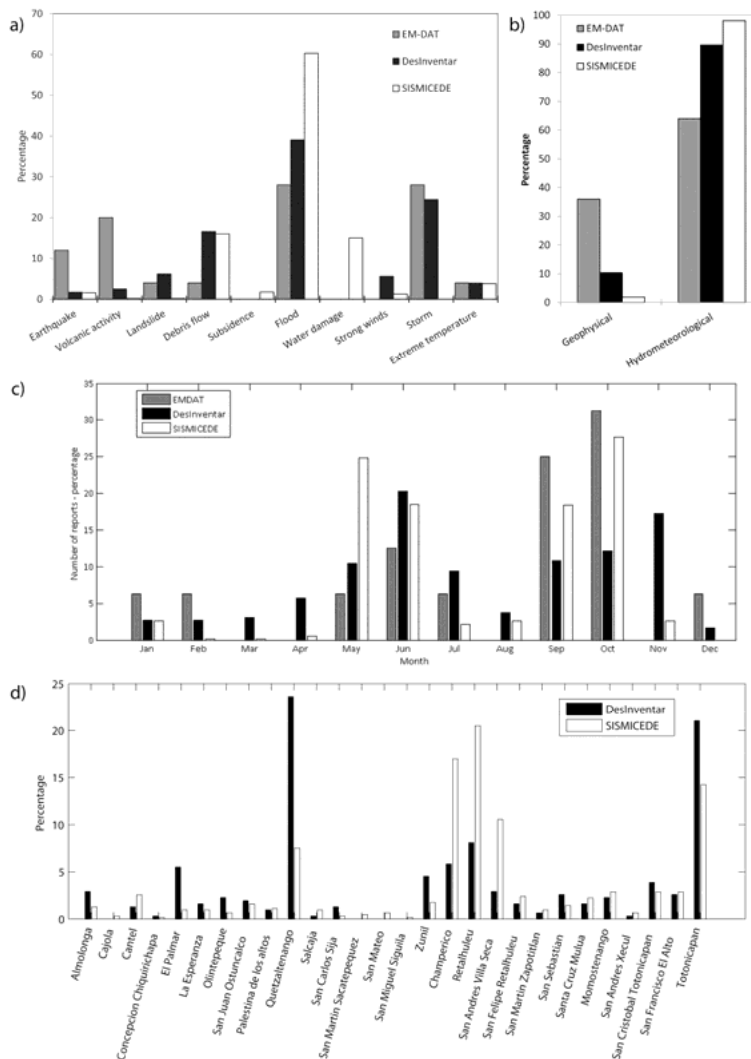 a)
70
60
50
40
30
20
10
0
Percentage
EM-DAT
DesInventar
SISMICEDE
Earthquake
Volcanic activity
Landslide
Debris flow
Subsidence
Flood
Water damage
Strong winds
Storm
Extreme temperature
b)
100
90
80
70
60
50
40
30
20
10
0
Percentage
EM-DAT
DesInventar
SISMICEDE
Geophysical
Hydrometeorological
c)
35
30
25
20
15
10
5
0
Number of reports - percentage
EMDAT
DesInventar
SISMICEDE
Jan Feb Mar Apr May Jun Jul Aug Sep Oct Nov Dec
Month
d)
25
20
15
10
5
0
Percentage
DesInventar
SISMICEDE
Almolonga
Cajola
Cantel
Concepcion Chiquirichapa
El Palmar
La Esperanza
Olintepeque
San Juan Ostuncalco
Palestina de los altos
Quetzaltenango
Salcaja
San Carlos Sija
San Martin Sacatepequez
San Mateo
San Miguel Siguila
Zunil
Champerico
Retalhuleu
San Andres Villa Seca
San Felipe Retalhuleu
San Martin Zapotitlan
San Sebastian
Santa Cruz Mulua
Momostenango
San Andres Xecul
San Cristobal Totonicapan
San Francisco El Alto
Totonicapan